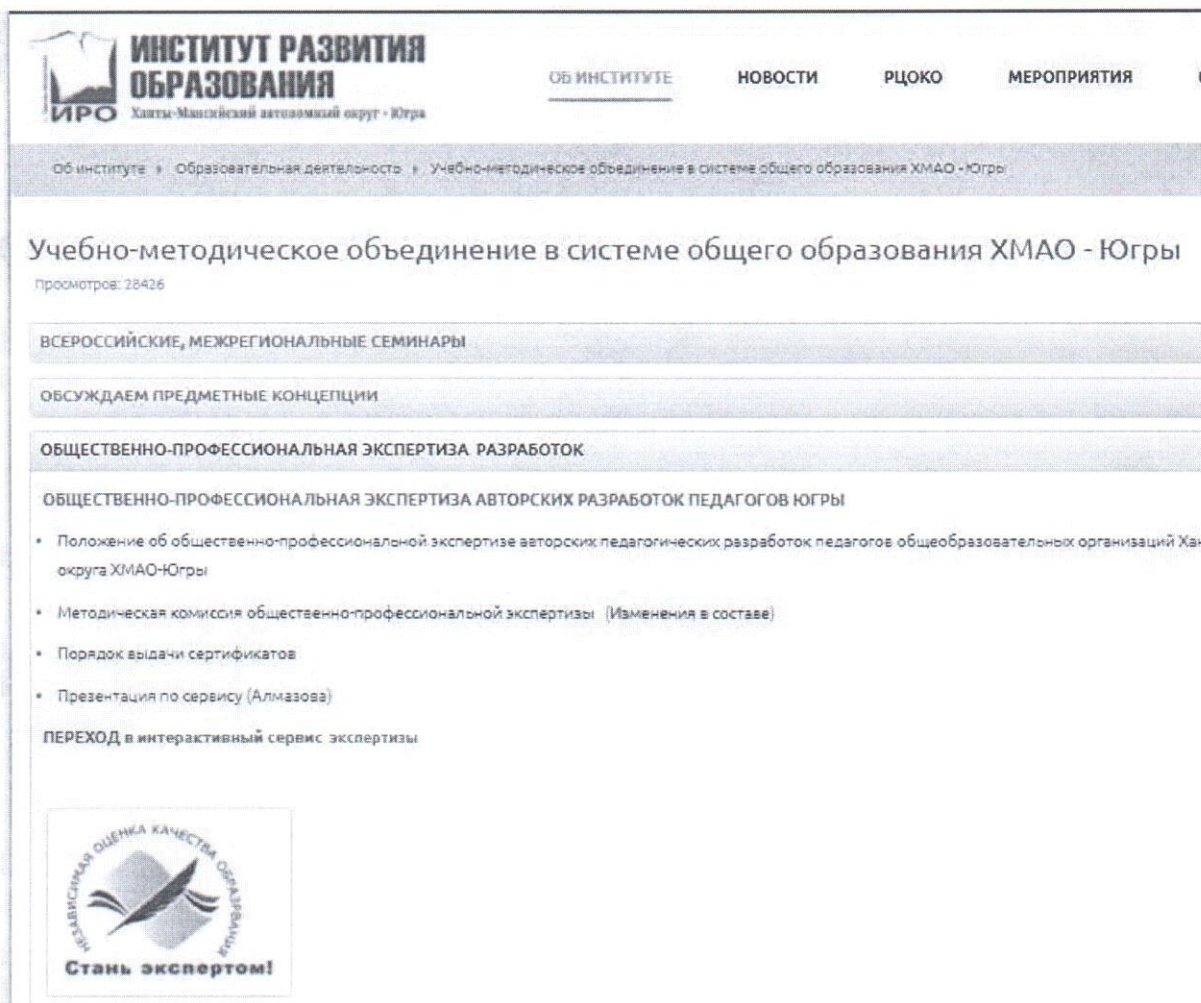 ИНСТИТУТ РАЗВИТИЯ
ОБРАЗОВАНИЯ
ИРО Ханты-Мансийский автономный округ - Югра
ОБ ИНСТИТУТЕ НОВОСТИ РЦОКО МЕРОПРИЯТИЯ
Об институте Образовательная деятельность Учебно-методическое объединение в системе общего образования ХМАО - Югры
Учебно-методическое объединение в системе общего образования ХМАО - Югры
Просмотров: 28426
ВСЕРОССИЙСКИЕ, МЕЖРЕГИОНАЛЬНЫЕ СЕМИНАРЫ
ОБСУЖДАЕМ ПРЕДМЕТНЫЕ КОНЦЕПЦИИ
ОБЩЕСТВЕННО-ПРОФЕССИОНАЛЬНАЯ ЭКСПЕРТИЗА РАЗРАБОТОК
ОБЩЕСТВЕННО-ПРОФЕССИОНАЛЬНАЯ ЭКСПЕРТИЗА АВТОРСКИХ РАЗРАБОТОК ПЕДАГОГОВ ЮГРЫ
• Положение об общественно-профессиональной экспертизе авторских педагогических разработок педагогов общеобразовательных организаций Хан
округа ХМАО-Югры
• Методическая комиссия общественно-профессиональной экспертизы (Изменения в составе)
• Порядок выдачи сертификатов
• Презентация по сервису (Алмазова)
ПЕРЕХОД в интерактивный сервис экспертизы
НЕЗАВИСИМАЯ ОЦЕНКА КАЧЕСТВА ОБРАЗРВАНИЯ
Стань экспертом!